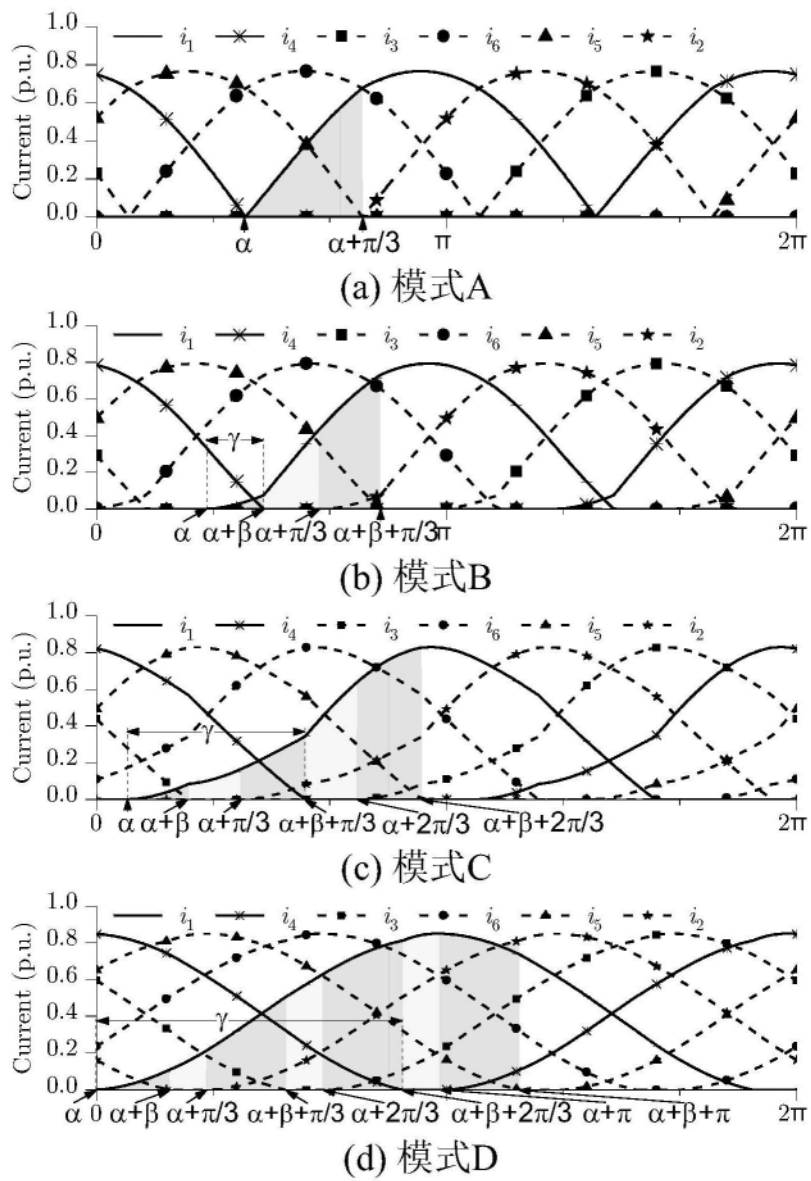 i₁ i₄ i₃ i₆ i₅ i₂
Current (p.u.)
1.0
0.8
0.6
0.4
0.2
0.0
0 α α+π/3 π 2π
(a) 模式A
i₁ i₄ i₃ i₆ i₅ i₂
Current (p.u.)
1.0
0.8
0.6
0.4
0.2
0.0
γ
0 π 2π
α α+β α+π/3 α+β+π/3
(b) 模式B
i₁ i₄ i₃ i₆ i₅ i₂
Current (p.u.)
1.0
0.8
0.6
0.4
0.2
0.0
γ
0 α α+β α+π/3 α+β+π/3 α+2π/3 α+β+2π/3 2π
(c) 模式C
i₁ i₄ i₃ i₆ i₅ i₂
Current (p.u.)
1.0
0.8
0.6
0.4
0.2
0.0
γ
α 0 α+β α+π/3 α+β+π/3 α+2π/3 α+β+2π/3 α+π α+β+π 2π
(d) 模式D